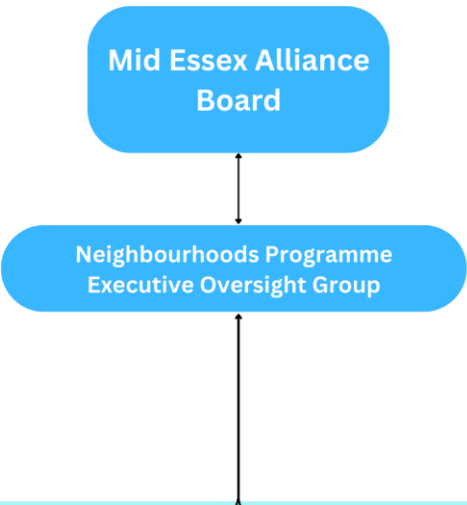 Mid Essex Alliance
Board
Neighbourhoods Programme
Executive Oversight Group